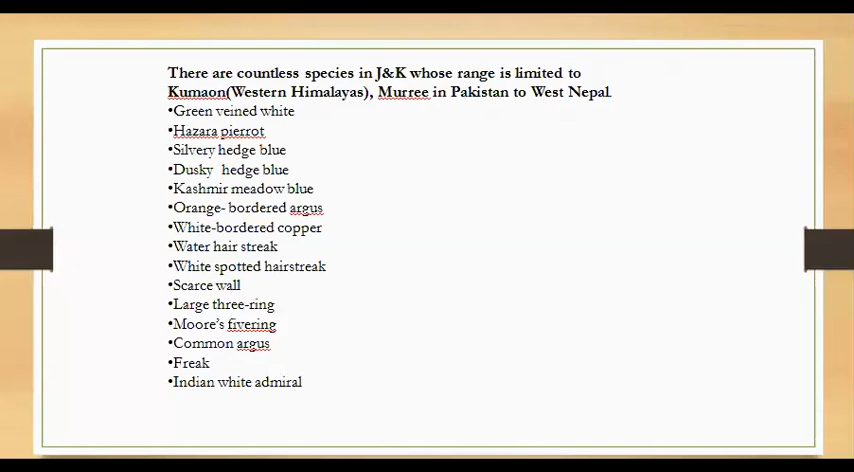 There are countless species in J&K whose range is limited to
Kumaon(Western Himalayas), Murree in Pakistan to West Nepal.
•Green veined white
•Hazara pierrot
•Silvery hedge blue
•Dusky hedge blue
•Kashmir meadow blue
•Orange- bordered argus
•White-bordered copper
•Water hair streak
•White spotted hairstreak
•Scarce wall
•Large three-ring
•Moore's fivering
•Common argus
•Freak
•Indian white admiral